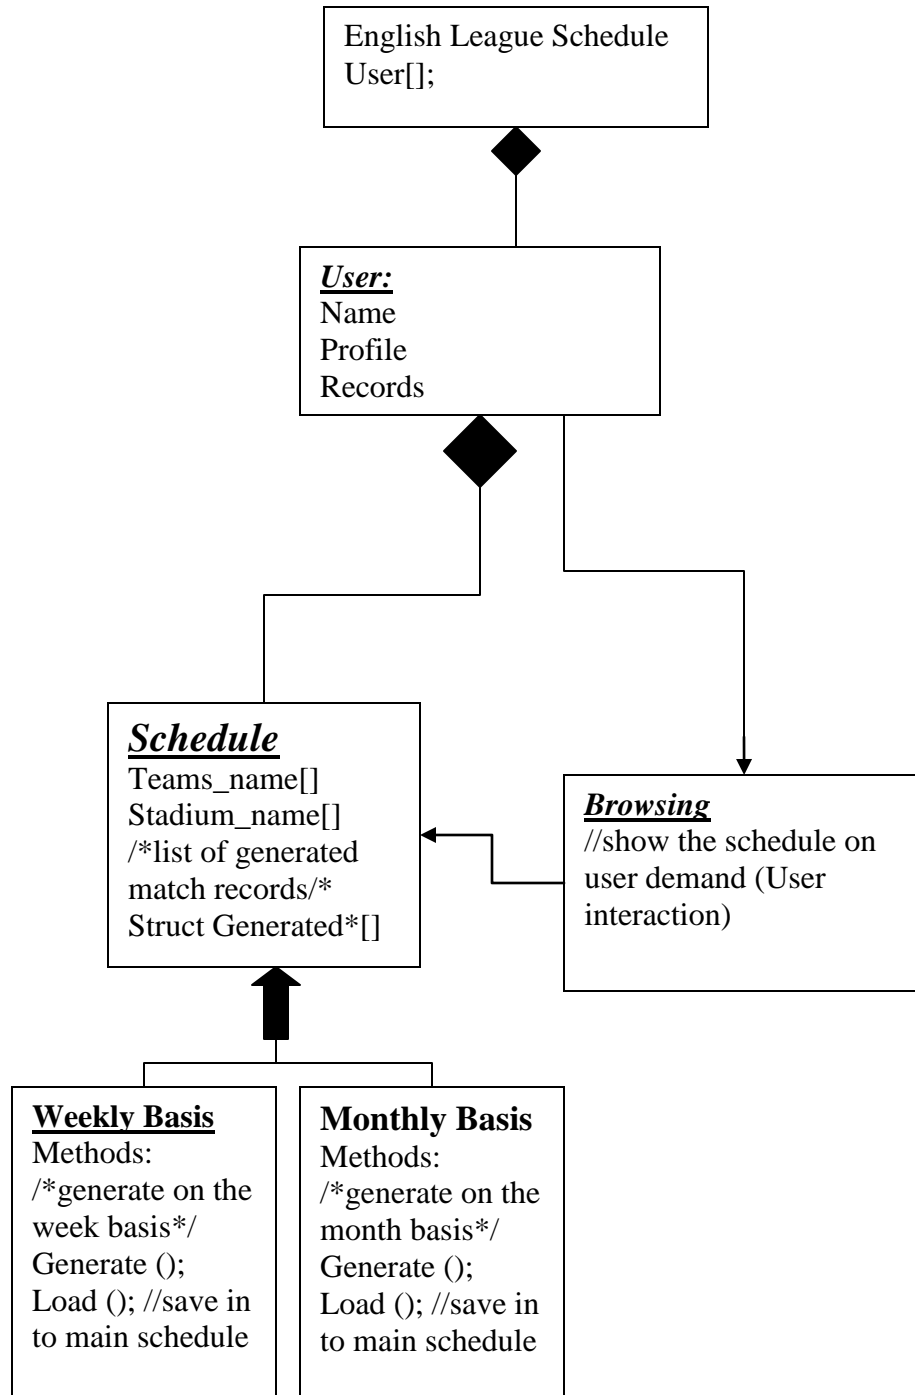 English League Schedule
User[];
User:
Name
Profile
Records
Schedule
Teams_name[]
Stadium_name[]
/*list of generated
match records/*
Struct Generated*[]
Browsing
//show the schedule on
user demand (User
interaction)
Weekly Basis
Methods:
/*generate on the
week basis*/
Generate ();
Load (); //save in
to main schedule
Monthly Basis
Methods:
/*generate on the
month basis*/
Generate ();
Load (); //save in
to main schedule